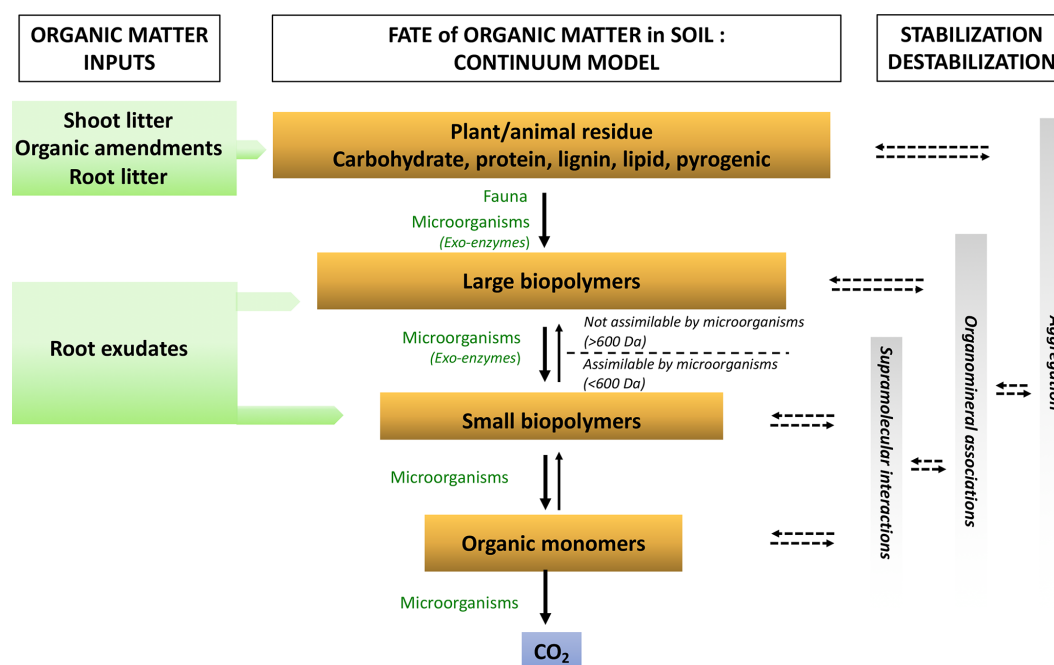 ORGANIC MATTER
INPUTS
FATE of ORGANIC MATTER in SOIL :
CONTINUUM MODEL
STABILIZATION
DESTABILIZATION
Shoot litter
Organic amendments
Root litter
Plant/animal residue
Carbohydrate, protein, lignin, lipid, pyrogenic
Fauna
Microorganisms
(Exo-enzymes)
Large biopolymers
Root exudates
Microorganisms
(Exo-enzymes)
Not assimilable by microorganisms
(>600 Da)
Assimilable by microorganisms
(<600 Da)
Small biopolymers
Microorganisms
Organic monomers
Microorganisms
CO₂
Supramolecular interactions
Organomineral associations
Aggregation